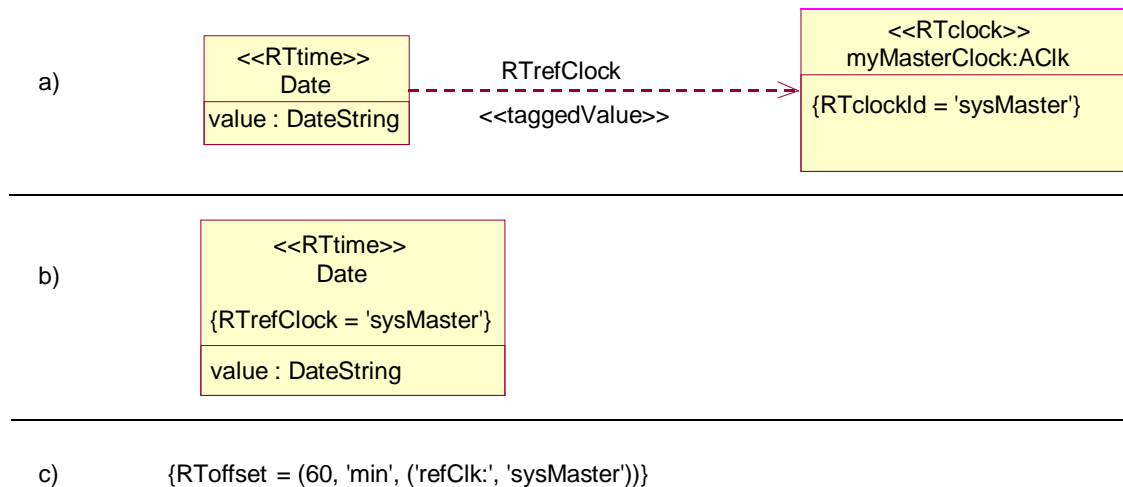 a)
<<RTtime>>
Date
value : DateString
RTrefClock
<<taggedValue>>
<<RTclock>>
myMasterClock:AClk
{RTclockId = 'sysMaster'}
b)
<<RTtime>>
Date
{RTrefClock = 'sysMaster'}
value : DateString
c)
{RToffset = (60, 'min', ('refClk:', 'sysMaster'))}